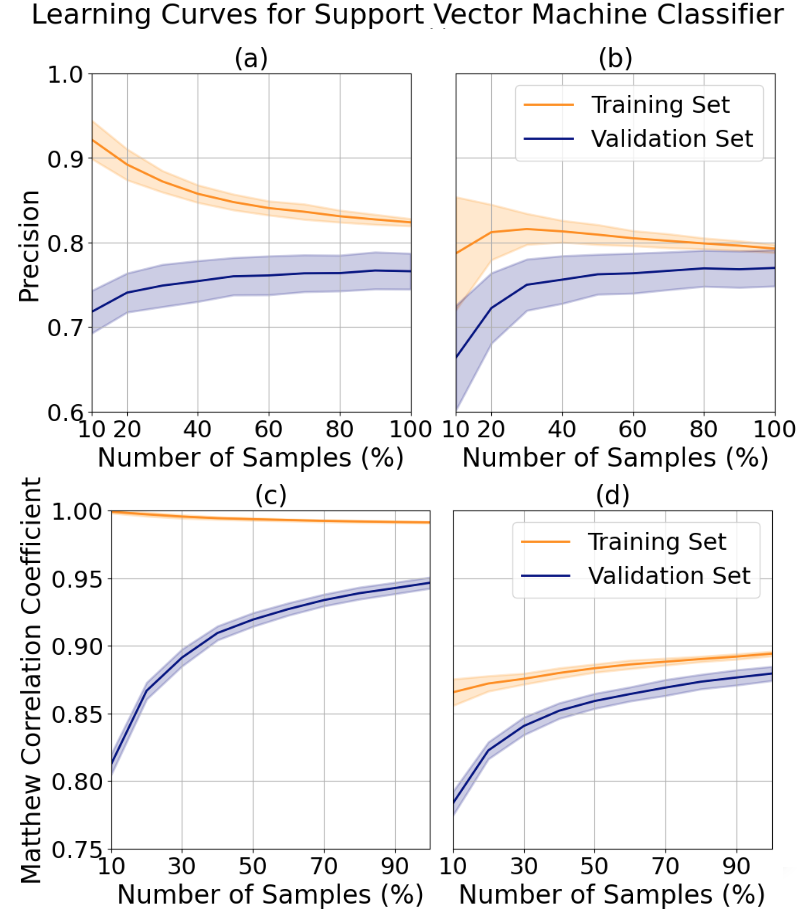 Learning Curves for Support Vector Machine Classifier
(a) (b)
1.0
0.9
0.8
0.7
0.6
Precision
Training Set
Validation Set
10 20 40 60 80 100 10 20 40 60 80 100
Number of Samples (%) Number of Samples (%)
(c) (d)
1.00
0.95
0.90
0.85
0.80
0.75
Matthew Correlation Coefficient
Training Set
Validation Set
10 30 50 70 90 10 30 50 70 90
Number of Samples (%) Number of Samples (%)